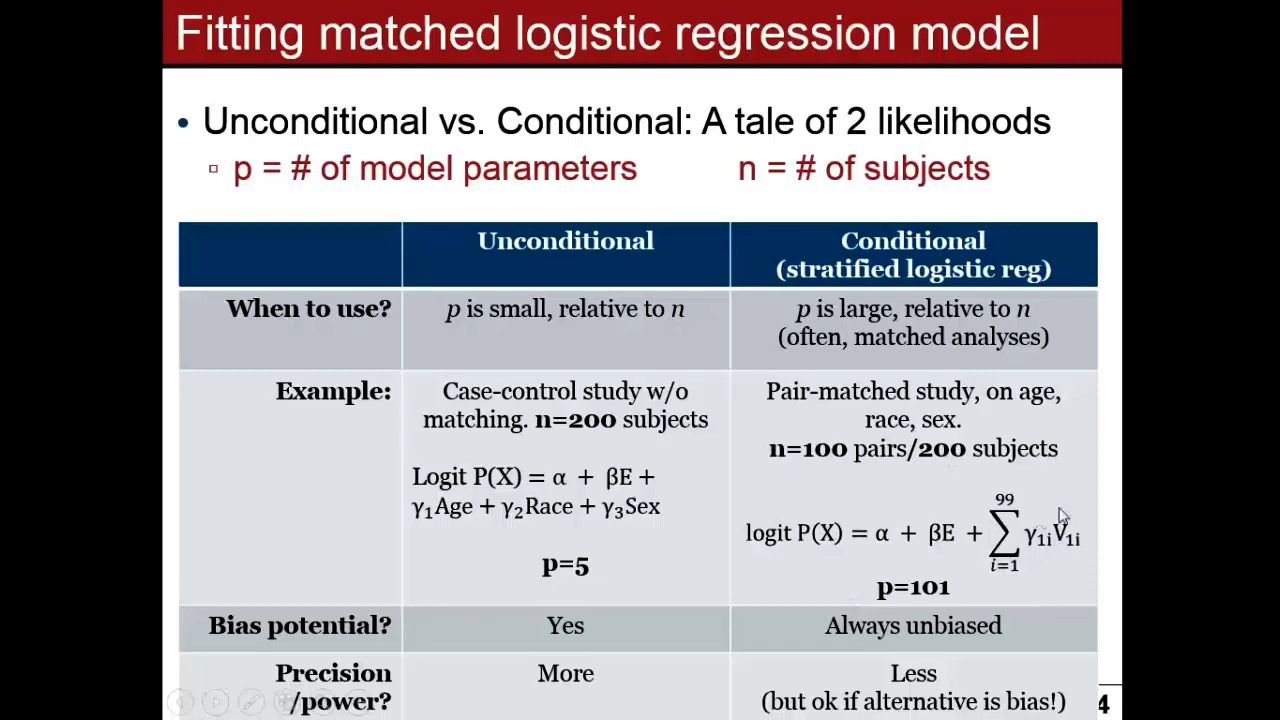 Fitting matched logistic regression model
• Unconditional vs. Conditional: A tale of 2 likelihoods
▫ p = # of model parameters n = # of subjects
Unconditional
Conditional
(stratified logistic reg)
When to use?
p is small, relative to n
p is large, relative to n
(often, matched analyses)
Example:
Case-control study w/o
matching. n=200 subjects
Logit P(X) = α + βE +
γ₁Age + γ₂Race + γ₃Sex
p=5
Pair-matched study, on age,
race, sex.
n=100 pairs/200 subjects
99
logit P(X) = α + βE + ∑ γ₁ᵢV₁ᵢ
i=1
p=101
Bias potential?
Yes
Always unbiased
Precision
/power?
More
Less
(but ok if alternative is bias!)
4